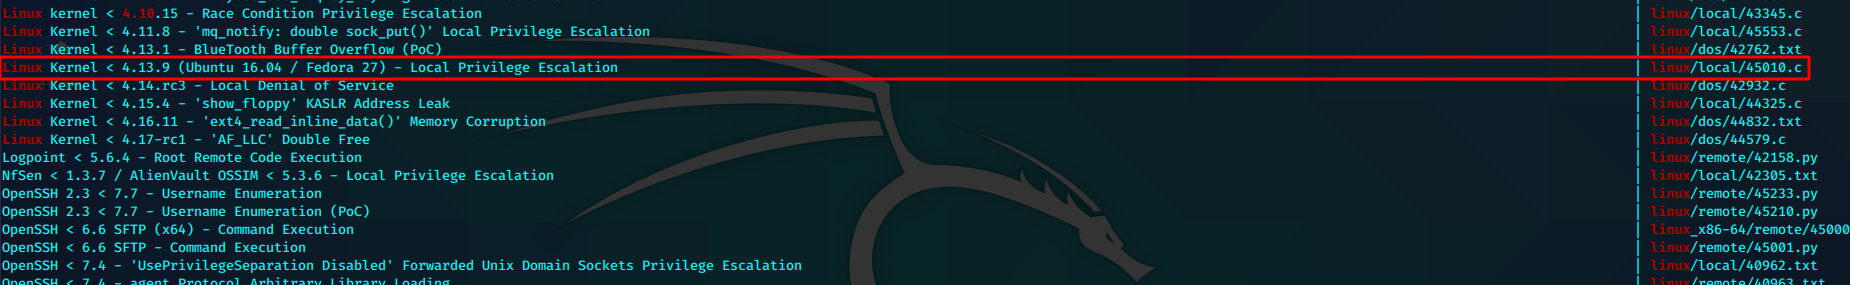 Linux kernel < 4.10.15 - Race Condition Privilege Escalation | linux/local/43345.c
Linux Kernel < 4.11.8 - 'mq_notify: double sock_put()' Local Privilege Escalation | linux/local/45553.c
Linux Kernel < 4.13.1 - BlueTooth Buffer Overflow (PoC) | linux/dos/42762.txt
Linux Kernel < 4.13.9 (Ubuntu 16.04 / Fedora 27) - Local Privilege Escalation | linux/local/45010.c
Linux Kernel < 4.14.rc3 - Local Denial of Service | linux/dos/42932.c
Linux Kernel < 4.15.4 - 'show_floppy' KASLR Address Leak | linux/local/44325.c
Linux Kernel < 4.16.11 - 'ext4_read_inline_data()' Memory Corruption | linux/dos/44832.txt
Linux Kernel < 4.17-rc1 - 'AF_LLC' Double Free | linux/dos/44579.c
Logpoint < 5.6.4 - Root Remote Code Execution | linux/remote/42158.py
NfSen < 1.3.7 / AlienVault OSSIM < 5.3.6 - Local Privilege Escalation | linux/local/42305.txt
OpenSSH 2.3 < 7.7 - Username Enumeration | linux/remote/45233.py
OpenSSH 2.3 < 7.7 - Username Enumeration (PoC) | linux/remote/45210.py
OpenSSH < 6.6 SFTP (x64) - Command Execution | linux_x86-64/remote/45000
OpenSSH < 6.6 SFTP - Command Execution | linux/remote/45001.py
OpenSSH < 7.4 - 'UsePrivilegeSeparation Disabled' Forwarded Unix Domain Sockets Privilege Escalation | linux/local/40962.txt
OpenSSH < 7.4 - agent Protocol Arbitrary Library Loading | linux/remote/40963.txt